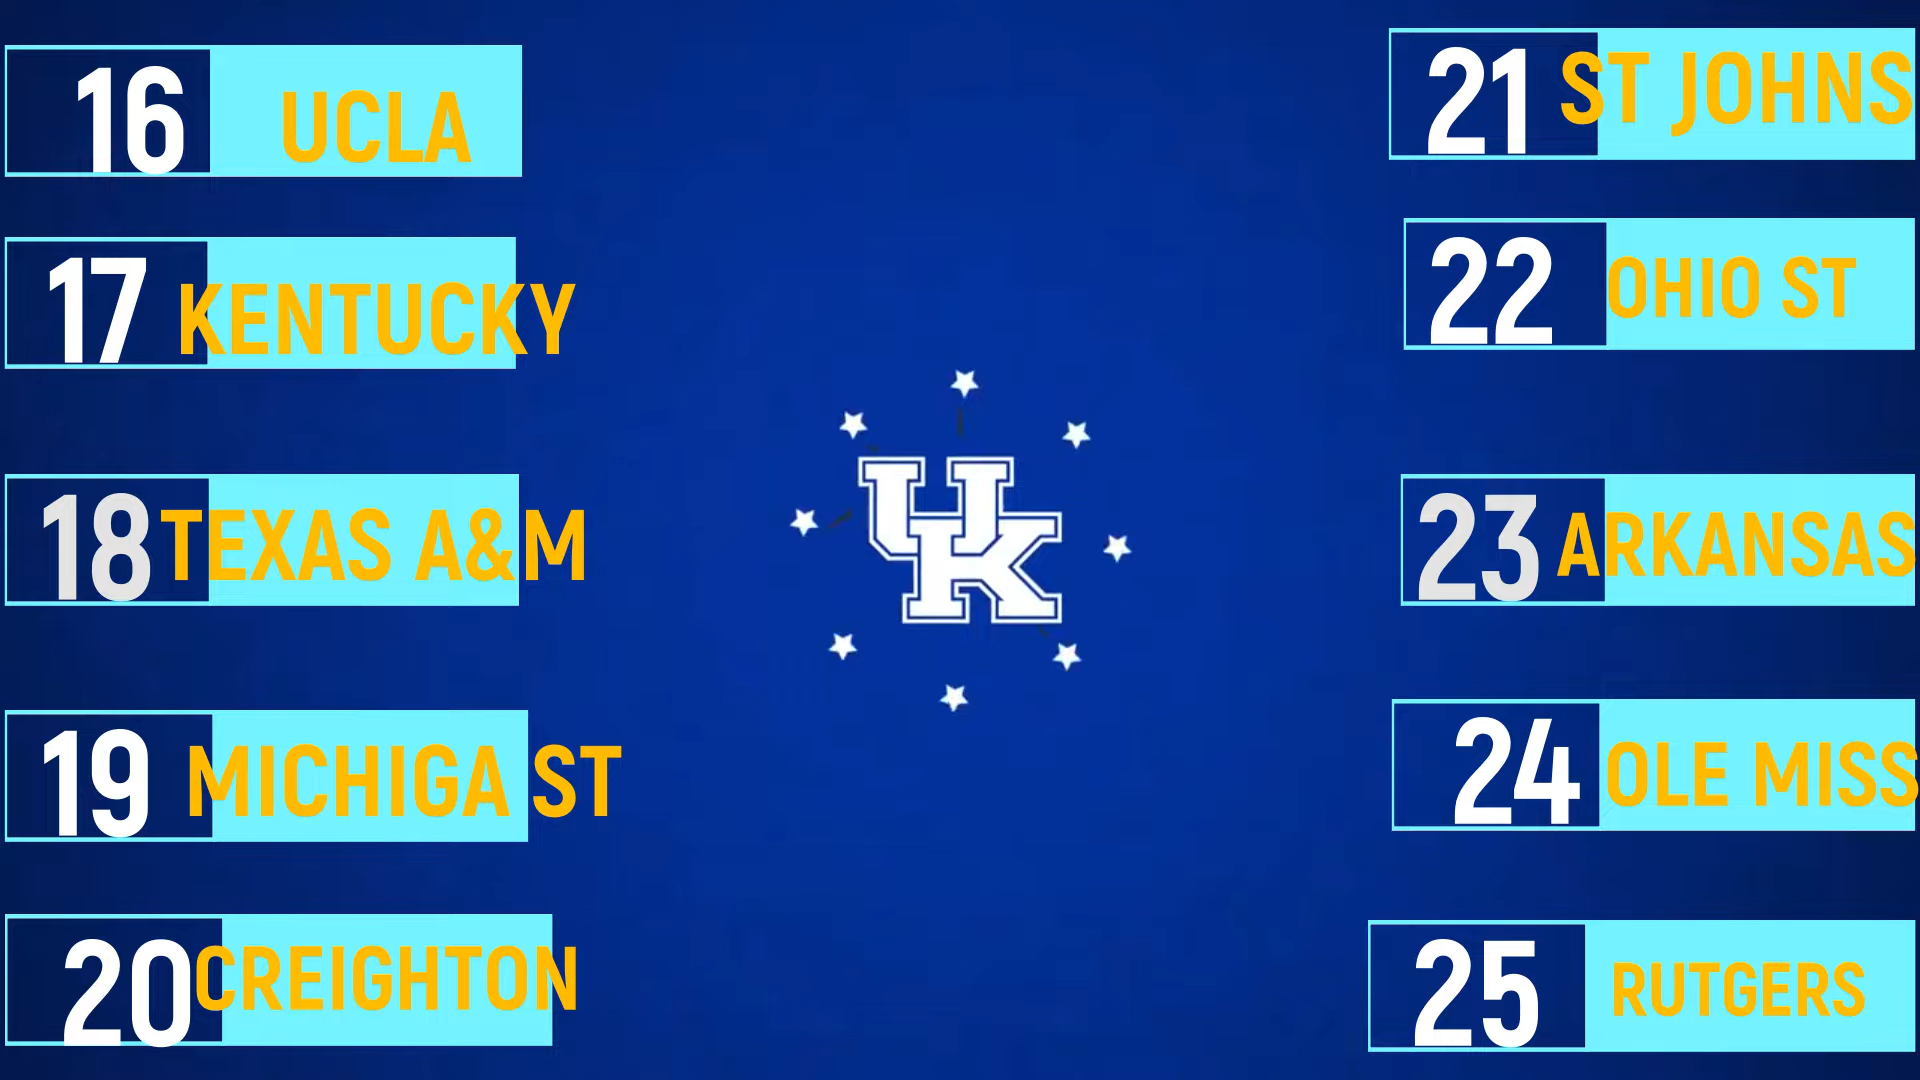 16 UCLA
17 KENTUCKY
18 TEXAS A&M
19 MICHIGA ST
20 CREIGHTON
UK
21 ST JOHNS
22 OHIO ST
23 ARKANSAS
24 OLE MISS
25 RUTGERS